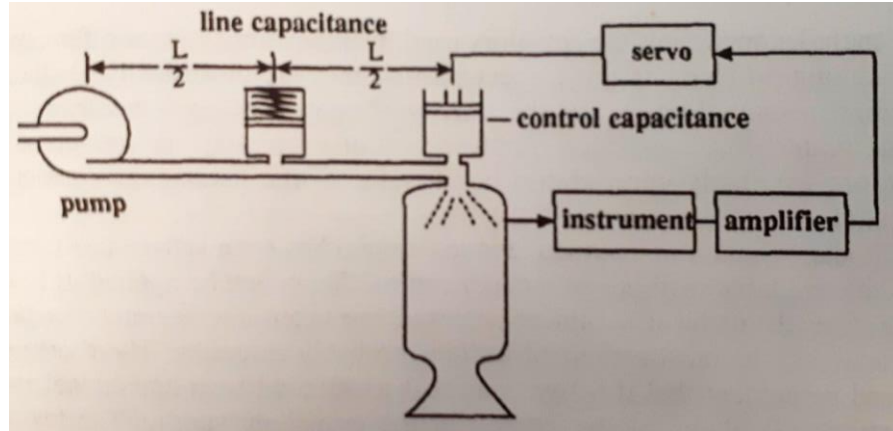 line capacitance
L/2
L/2
servo
control capacitance
pump
instrument
amplifier